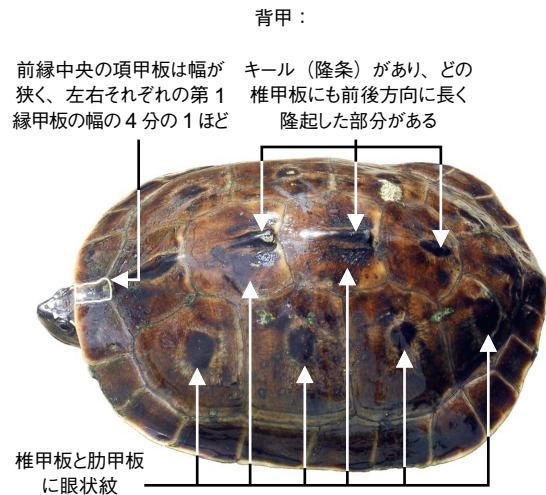 背甲：
前縁中央の項甲板は幅が
狭く、左右それぞれの第１
縁甲板の幅の４分の１ほど
キール（隆条）があり、どの
椎甲板にも前後方向に長く
隆起した部分がある
椎甲板と肋甲板
に眼状紋